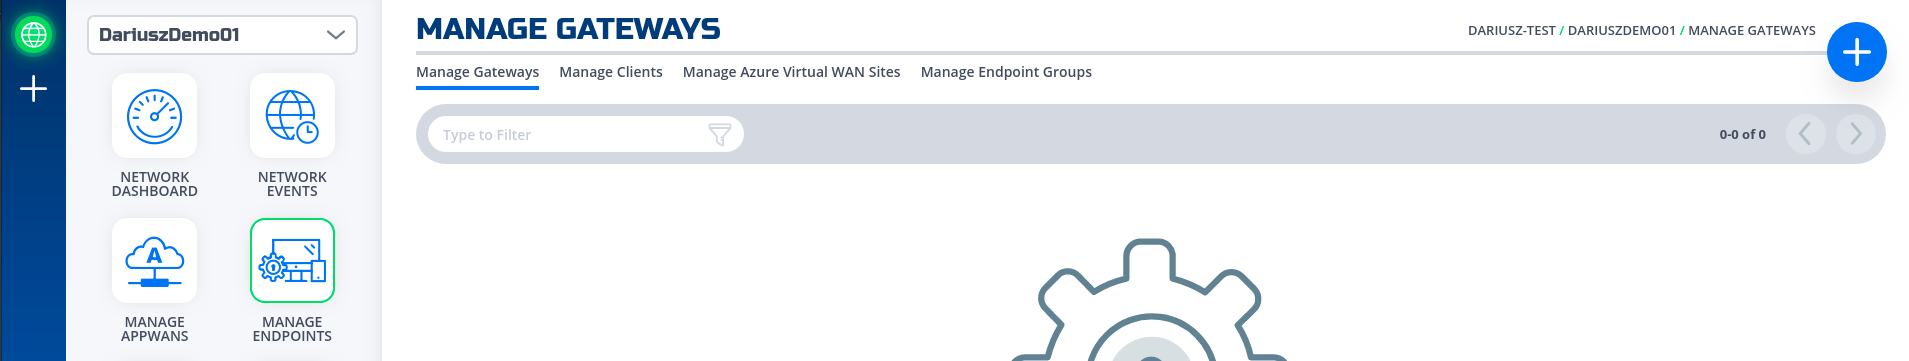 DariuszDemo01
NETWORK
DASHBOARD
NETWORK
EVENTS
A
MANAGE
APPWANS
MANAGE
ENDPOINTS
MANAGE GATEWAYS
DARIUSZ-TEST / DARIUSZDEMO01 / MANAGE GATEWAYS
Manage Gateways Manage Clients Manage Azure Virtual WAN Sites Manage Endpoint Groups
Type to Filter
0-0 of 0